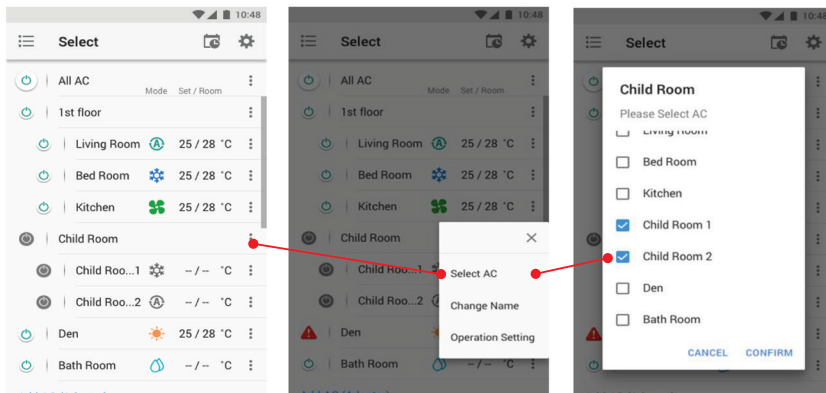 10:48
Select
All AC
Mode Set / Room
1st floor
Living Room 25 / 28 °C
Bed Room 25 / 28 °C
Kitchen 25 / 28 °C
Child Room
Child Roo...1 -- / -- °C
Child Roo...2 -- / -- °C
Den 25 / 28 °C
Bath Room -- / -- °C
10:48
Select
All AC
Mode Set / Room
1st floor
Living Room 25 / 28 °C
Bed Room 25 / 28 °C
Kitchen 25 / 28 °C
Child Room
Child Roo...1
Child Roo...2
Den
Bath Room
Select AC
Change Name
Operation Setting
-- / -- °C
10:48
Select
Child Room
Please Select AC
Living Room
Bed Room
Kitchen
Child Room 1
Child Room 2
Den
Bath Room
CANCEL CONFIRM